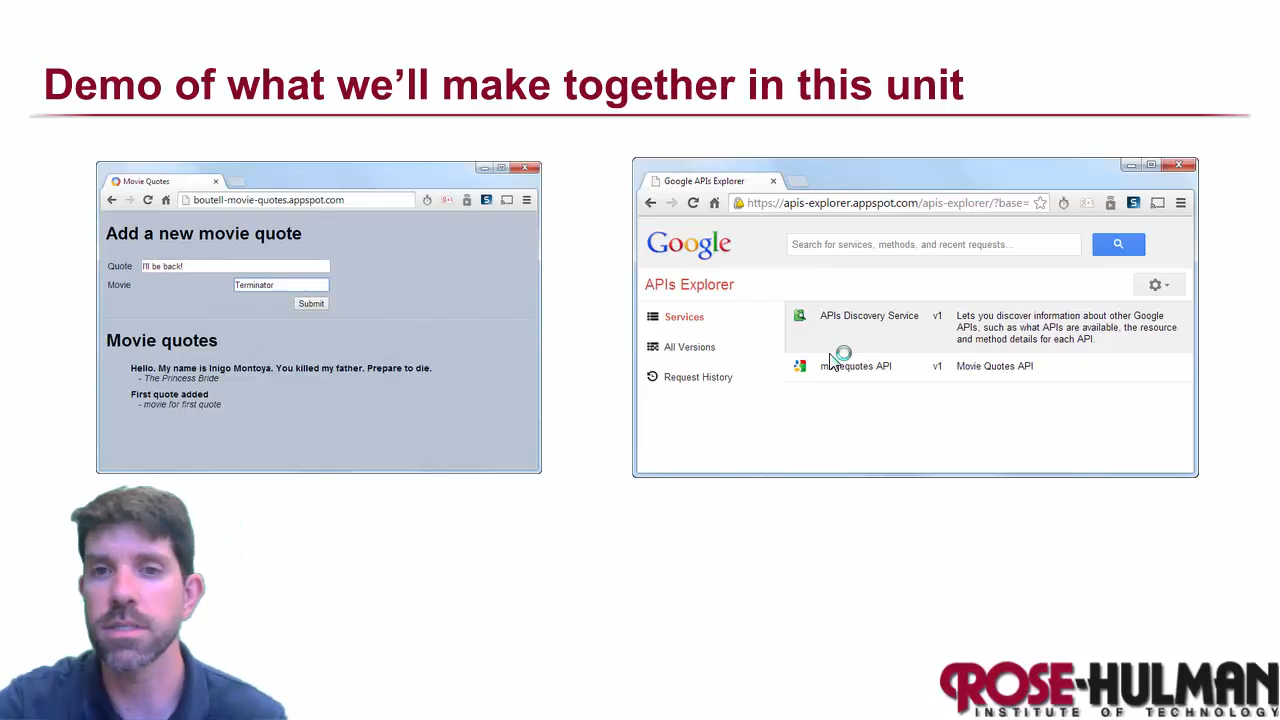 Demo of what we'll make together in this unit
Movie Quotes
boutell-movie-quotes.appspot.com
Add a new movie quote
Quote I'll be back!
Movie Terminator
Submit
Movie quotes
Hello. My name is Inigo Montoya. You killed my father. Prepare to die.
- The Princess Bride
First quote added
- movie for first quote
Google APIs Explorer
https://apis-explorer.appspot.com/apis-explorer/?base=
Google
Search for services, methods, and recent requests...
APIs Explorer
Services
All Versions
Request History
APIs Discovery Service v1 Lets you discover information about other Google
APIs, such as what APIs are available, the resource
and method details for each API.
API v1 Movie Quotes API
ROSE-HULMAN
INSTITUTE OF TECHNOLOGY